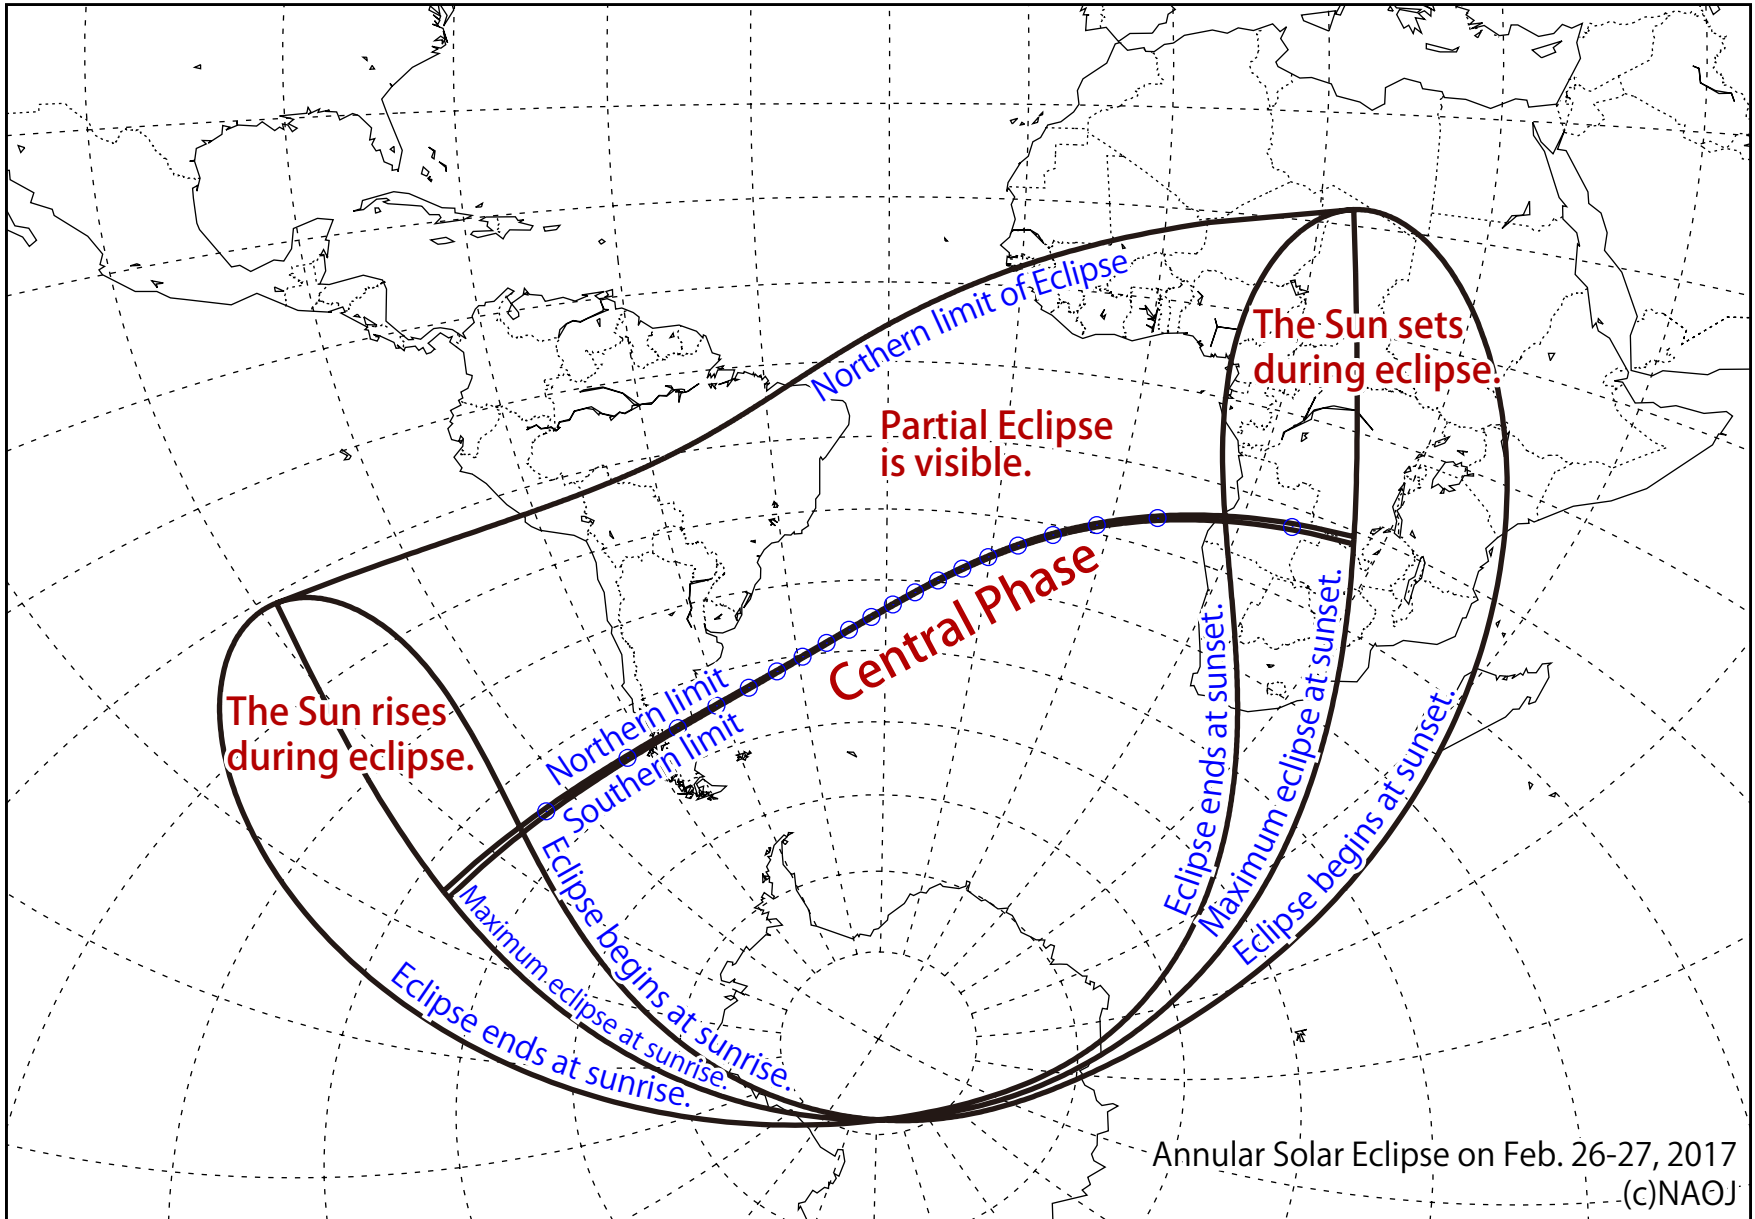 Northern limit of Eclipse
The Sun sets
during eclipse.
Partial Eclipse
is visible.
Central Phase
Northern limit
Southern limit
The Sun rises
during eclipse.
Eclipse ends at sunset.
Maximum eclipse at sunset.
Eclipse begins at sunset.
Eclipse begins at sunrise.
Maximum eclipse at sunrise.
Eclipse ends at sunrise.
Annular Solar Eclipse on Feb. 26-27, 2017
(c)NAOJ